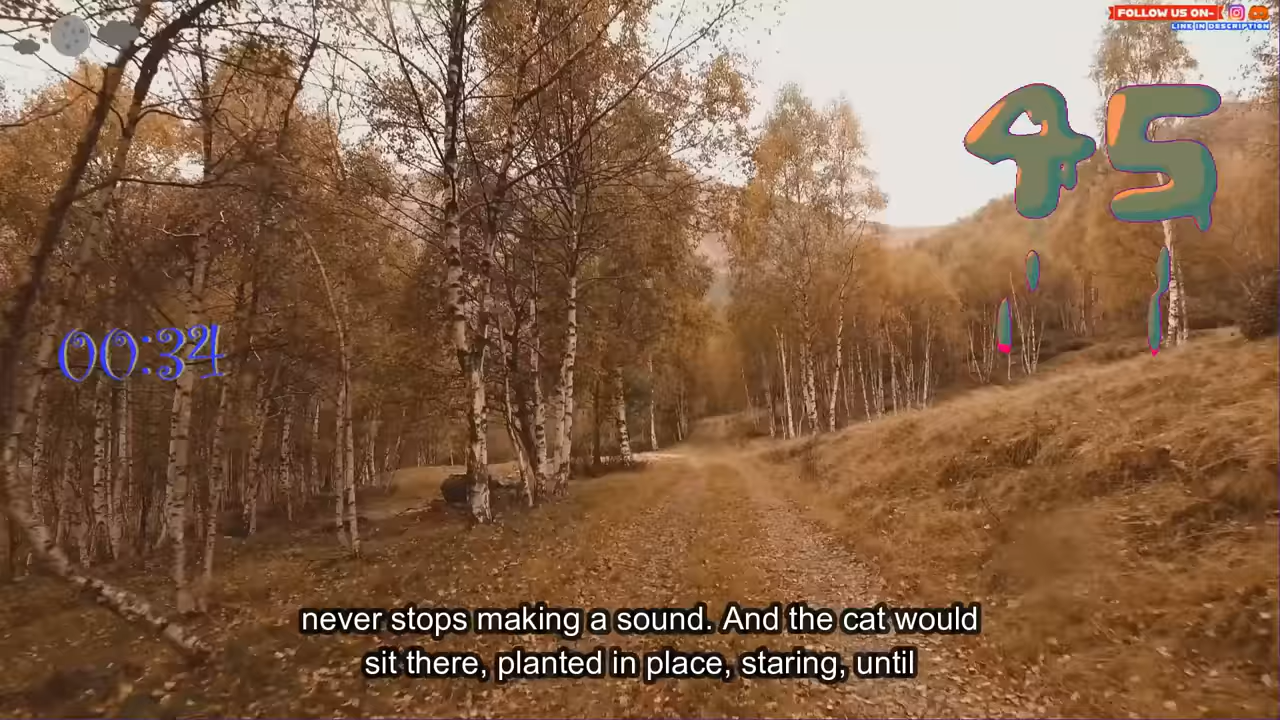 FOLLOW US ON-
LINE IN DESCRIPTION
45
00:34
never stops making a sound. And the cat would
sit there, planted in place, staring, until